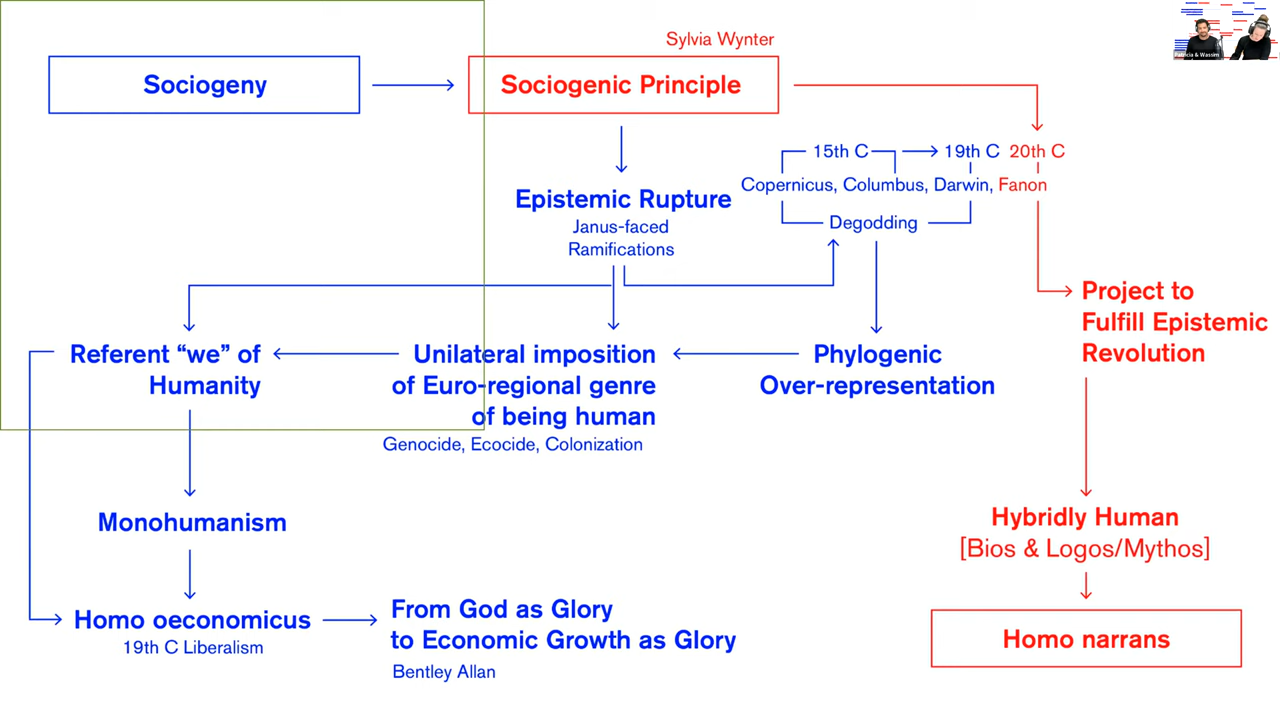 Sylvia Wynter
Patricia & Wassim
Sociogeny
Sociogenic Principle
15th C
19th C
20th C
Copernicus, Columbus, Darwin, Fanon
Degodding
Epistemic Rupture
Janus-faced
Ramifications
Project to
Fulfill Epistemic
Revolution
Referent “we” of
Humanity
Unilateral imposition
of Euro-regional genre
of being human
Genocide, Ecocide, Colonization
Phylogenic
Over-representation
Monohumanism
Hybridly Human
[Bios & Logos/Mythos]
Homo oeconomicus
19th C Liberalism
From God as Glory
to Economic Growth as Glory
Bentley Allan
Homo narrans